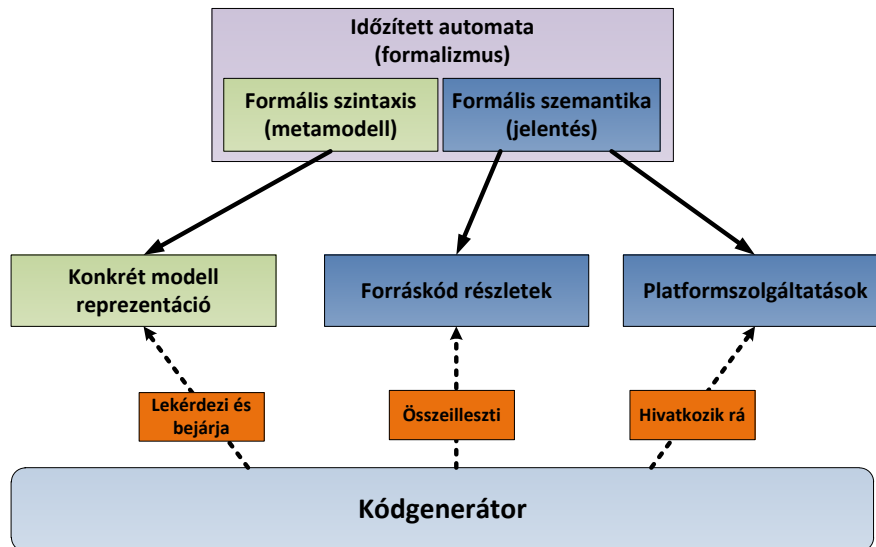 Időzített automata
(formalizmus)
Formális szintaxis
(metamodell)
Formális szemantika
(jelentés)
Konkrét modell
reprezentáció
Forráskód részletek
Platformszolgáltatások
Lekérdezi és
bejárja
Összeilleszti
Hivatkozik rá
Kódgenerátor